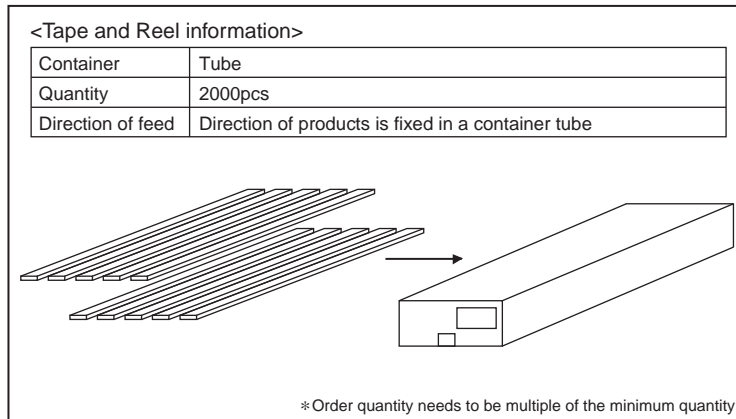 <Tape and Reel information>
Container Tube
Quantity 2000pcs
Direction of feed Direction of products is fixed in a container tube
*Order quantity needs to be multiple of the minimum quantity